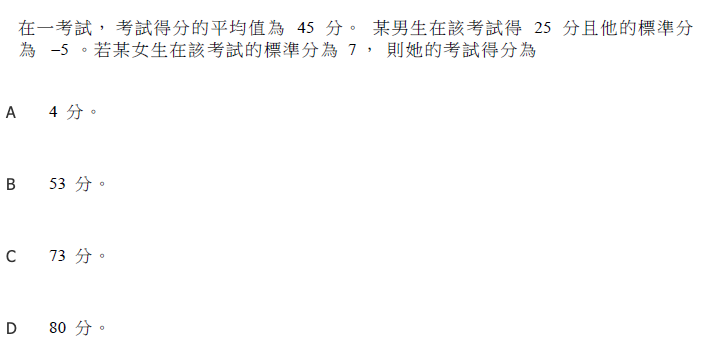 在一考試，考試得分的平均值為 45 分。 某男生在該考試得 25 分且他的標準分
為 −5 。若某女生在該考試的標準分為 7 ， 則她的考試得分為
A 4 分。
B 53 分。
C 73 分。
D 80 分。